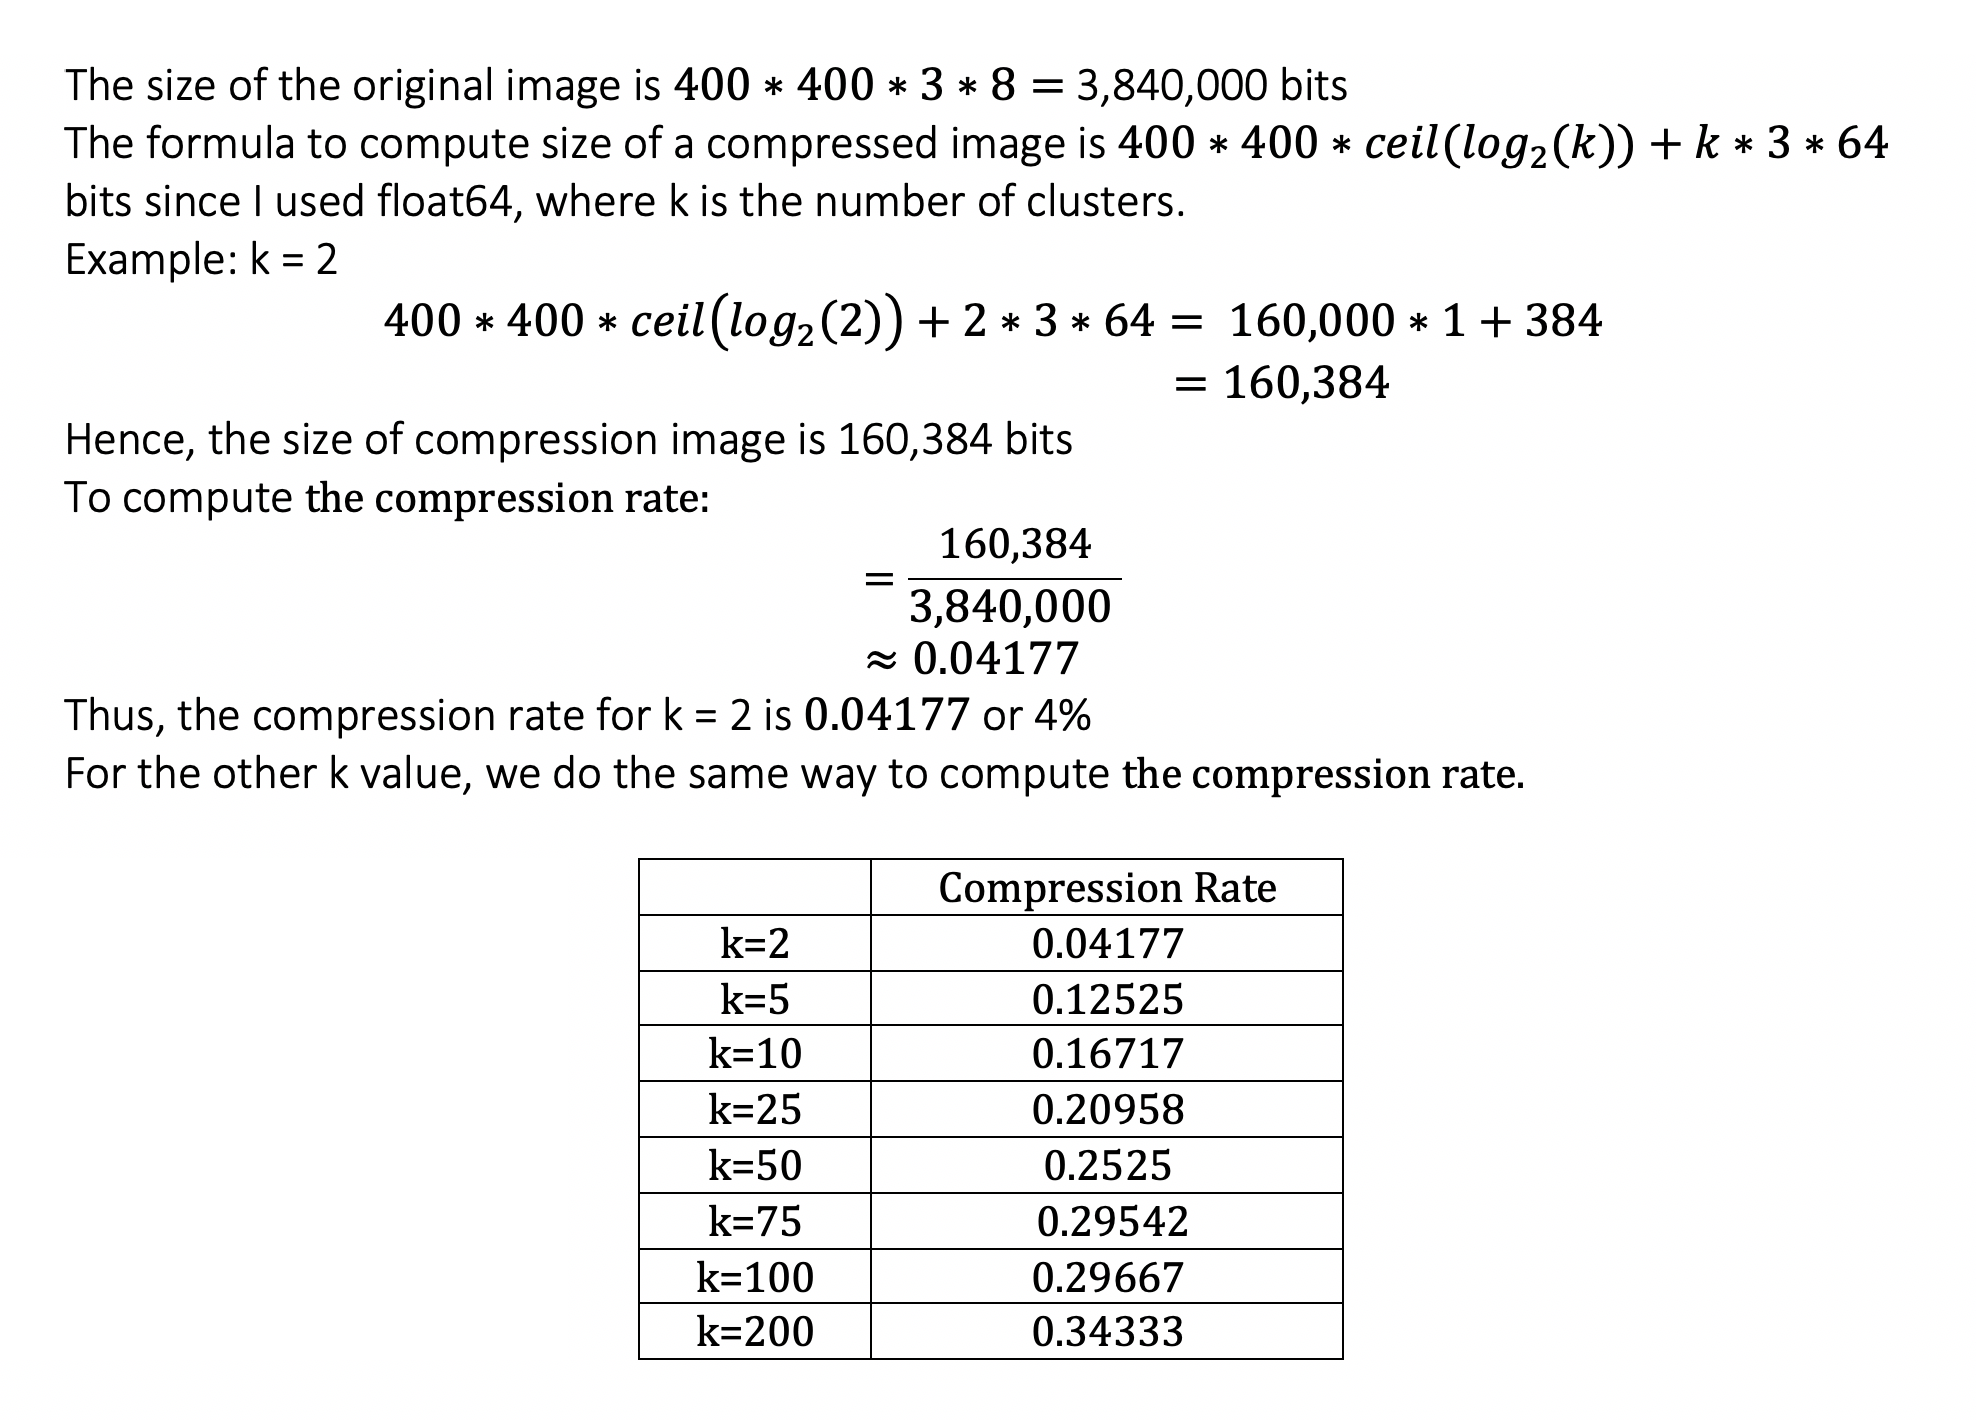 The size of the original image is 400 ∗ 400 ∗ 3 ∗ 8 = 3,840,000 bits
The formula to compute size of a compressed image is 400 ∗ 400 ∗ ceil(log₂(k)) + k ∗ 3 ∗ 64
bits since I used float64, where k is the number of clusters.
Example: k = 2
400 ∗ 400 ∗ ceil(log₂(2)) + 2 ∗ 3 ∗ 64 = 160,000 ∗ 1 + 384
= 160,384
Hence, the size of compression image is 160,384 bits
To compute the compression rate:
= 160,384
3,840,000
≈ 0.04177
Thus, the compression rate for k = 2 is 0.04177 or 4%
For the other k value, we do the same way to compute the compression rate.
Compression Rate
k=2 0.04177
k=5 0.12525
k=10 0.16717
k=25 0.20958
k=50 0.2525
k=75 0.29542
k=100 0.29667
k=200 0.34333